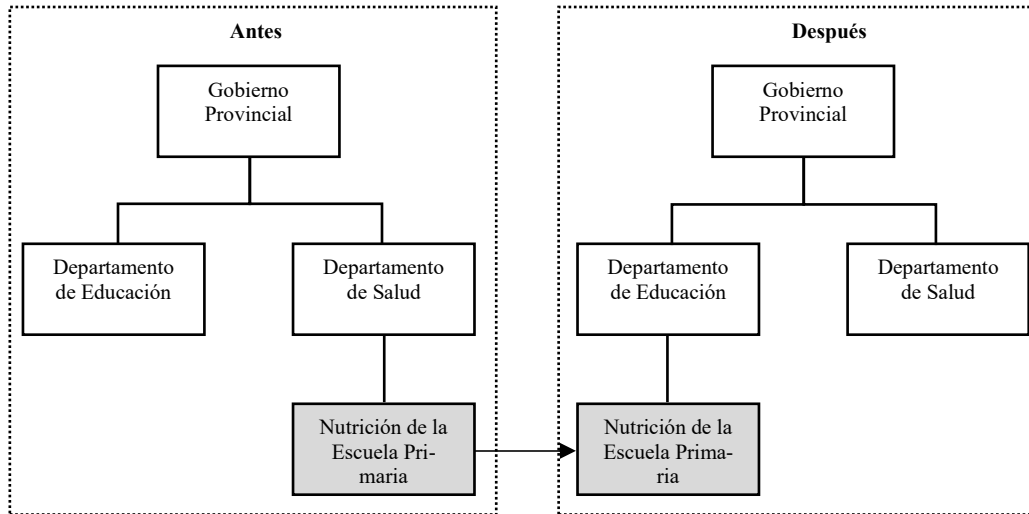 Antes
Gobierno
Provincial
Departamento
de Educación
Departamento
de Salud
Nutrición de la
Escuela Pri-
maria
Después
Gobierno
Provincial
Departamento
de Educación
Departamento
de Salud
Nutrición de la
Escuela Prima-
ria